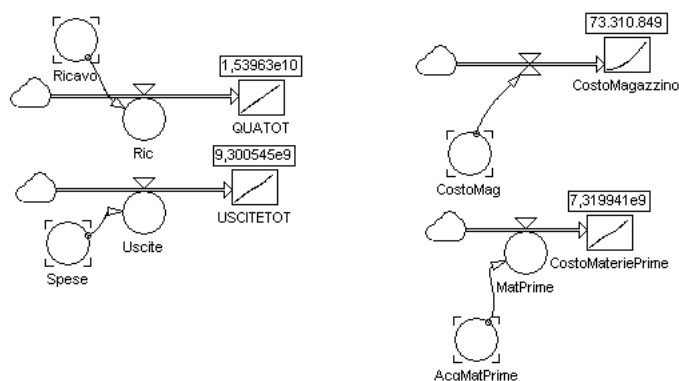 Ricavo
1,53963e10
QUATOT
Ric
9,300545e9
USCITETOT
Uscite
Spese
73.310.849
CostoMagazzino
CostoMag
7,319941e9
CostoMateriePrime
MatPrime
AcqMatPrime